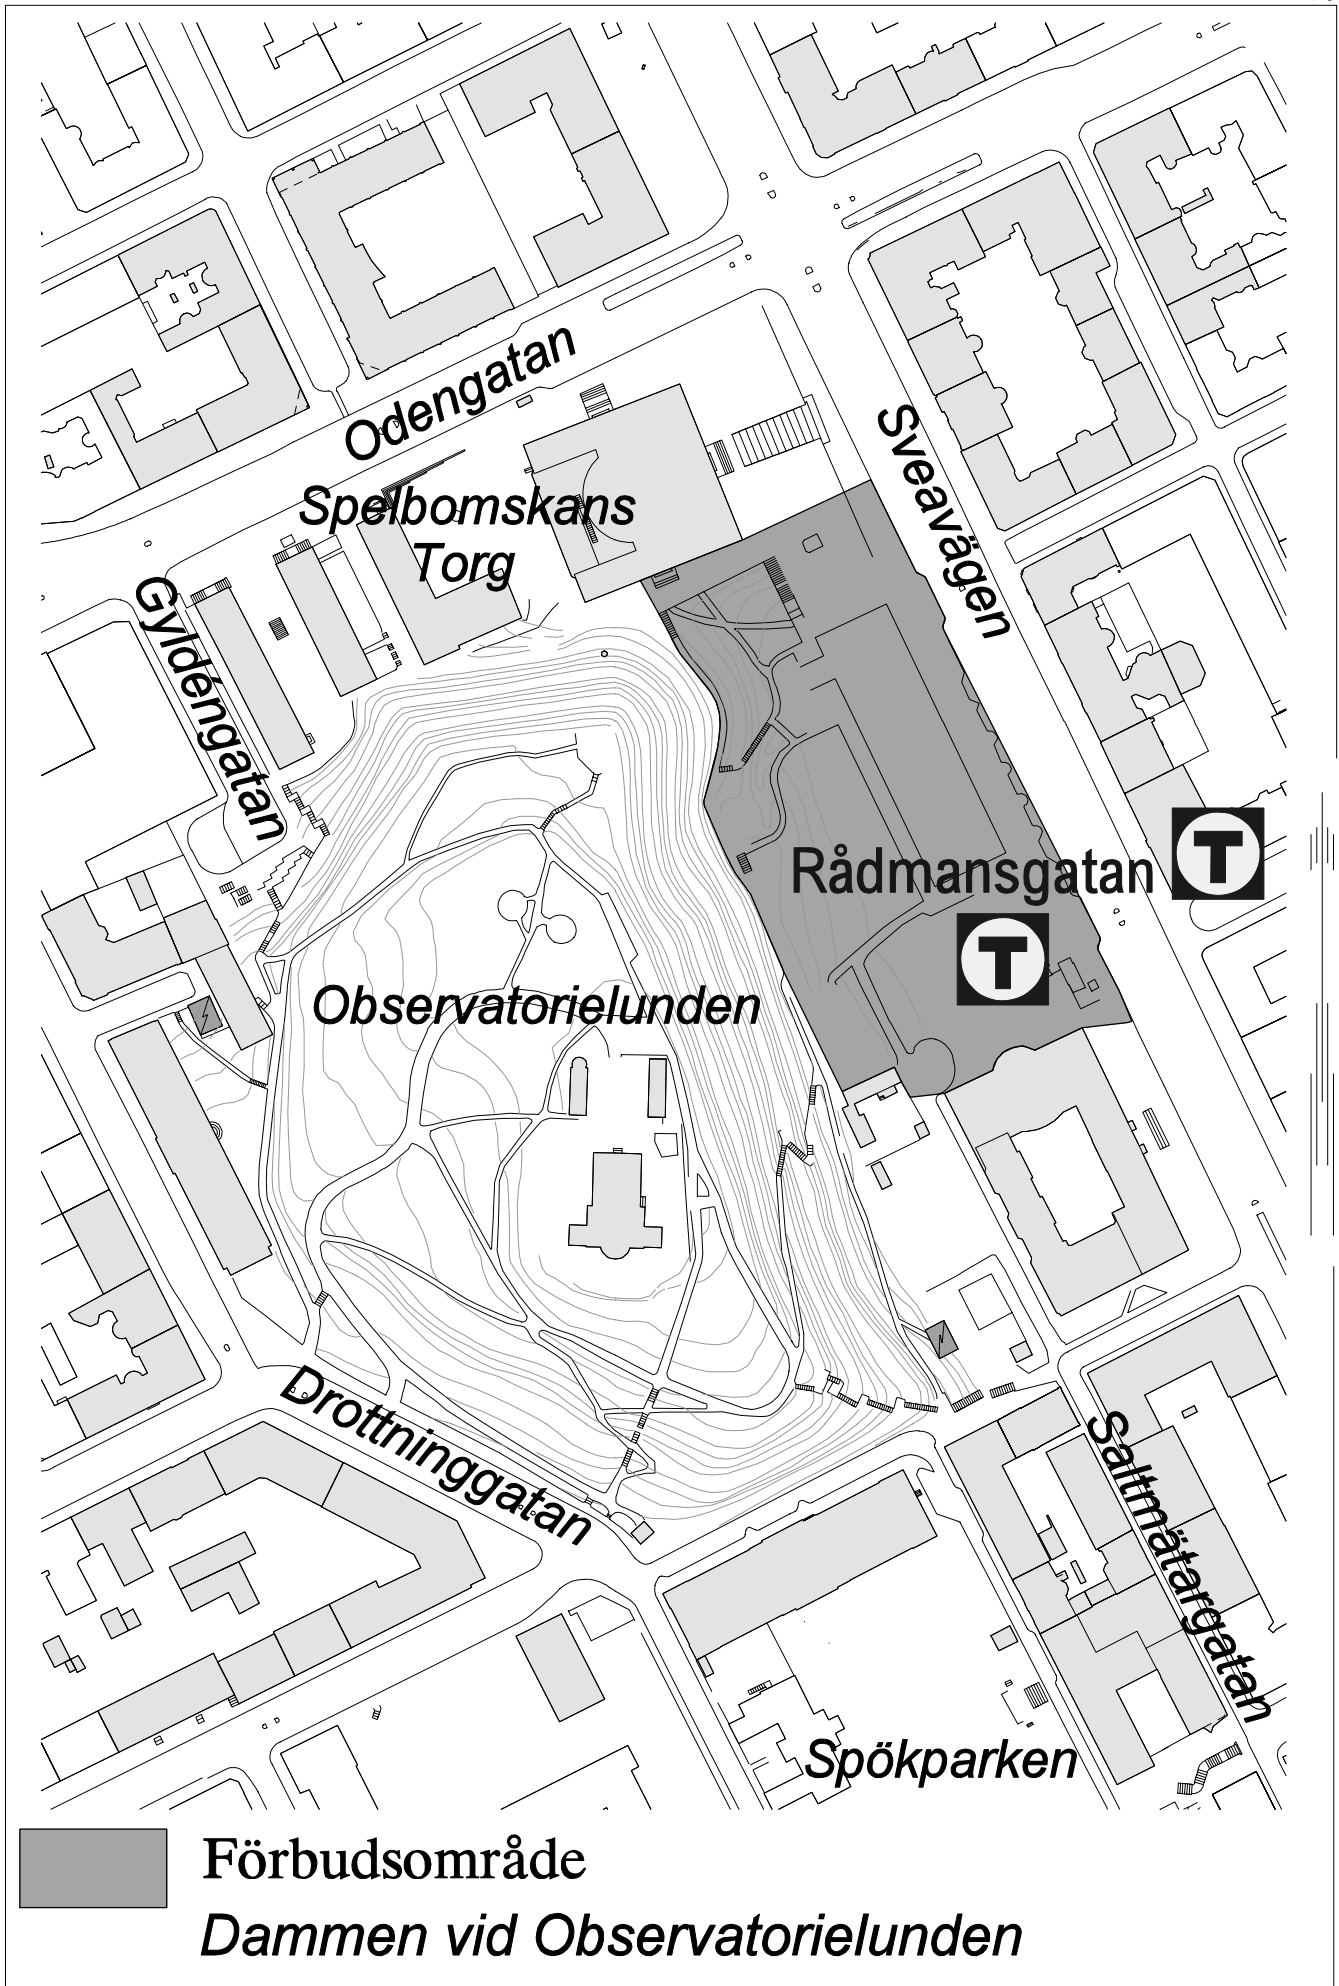 Odengatan
Sveavägen
Spelbomskans
Torg
Gyldéngatan
Rådmansgatan T
T
Observatorielunden
Drottninggatan
Saltmätargatan
Spökparken
Förbudsområde
Dammen vid Observatorielunden